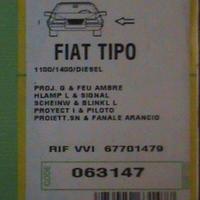 FIAT TIPO
1100/1400/DIESEL
PROJ. G & FEU AMBRE
HLAMP L & SIGNAL
SCHEINW & BLINKL L
PROYECT I & PILOTO
PROIETT.SN & FANALE ARANCIO
RIF VVI 67701479
CODE
063147